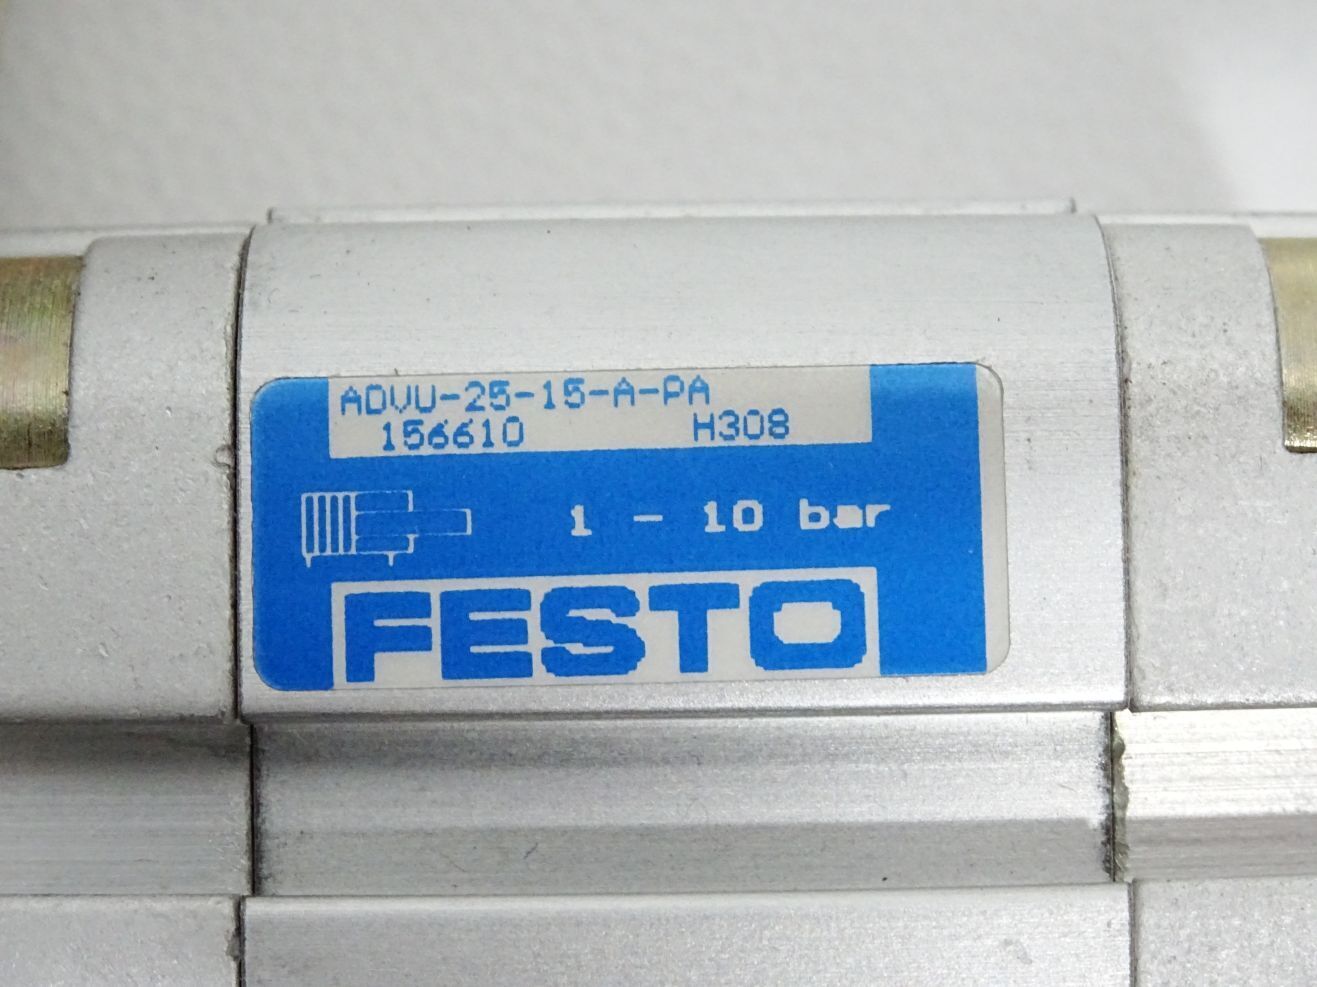 ADVU-25-15-A-PA
156610 H308
1 - 10 bar
FESTO